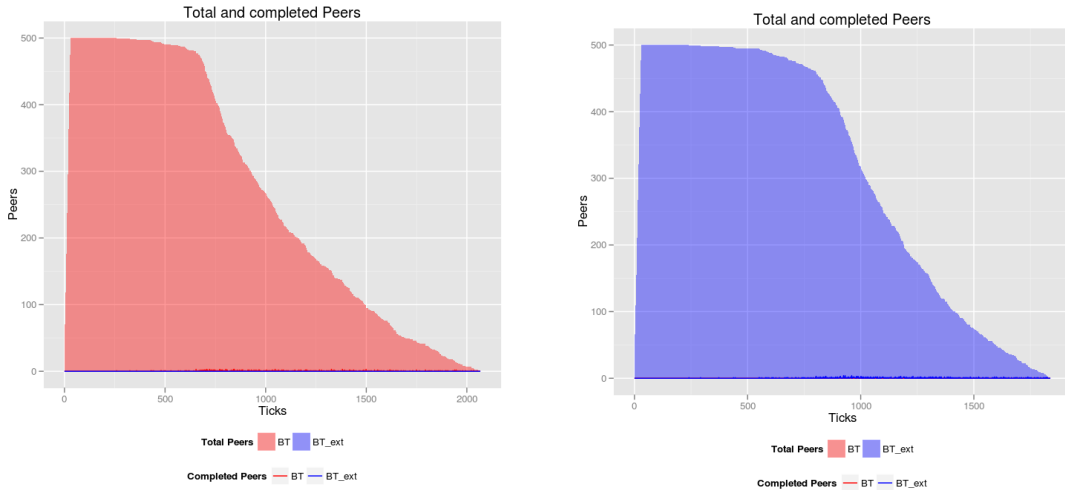 Total and completed Peers
500
400
300
200
100
0
Peers
0 500 1000 1500 2000
Ticks
Total Peers BT BT_ext
Completed Peers BT BT_ext
Total and completed Peers
500
400
300
200
100
0
Peers
0 500 1000 1500
Ticks
Total Peers BT BT_ext
Completed Peers BT BT_ext